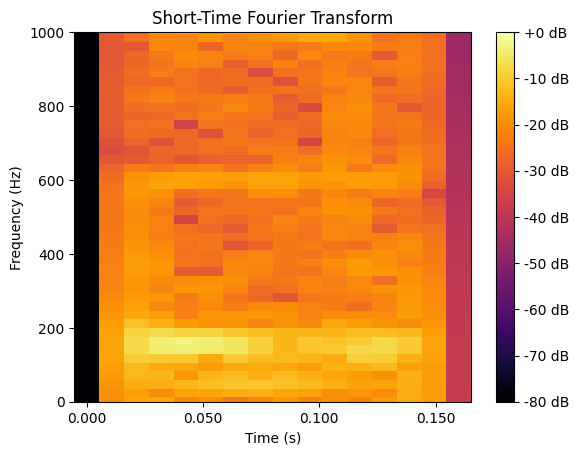 Short-Time Fourier Transform
1000
800
600
400
200
0
Frequency (Hz)
0.000
0.050
0.100
0.150
Time (s)
+0 dB
-10 dB
-20 dB
-30 dB
-40 dB
-50 dB
-60 dB
-70 dB
-80 dB